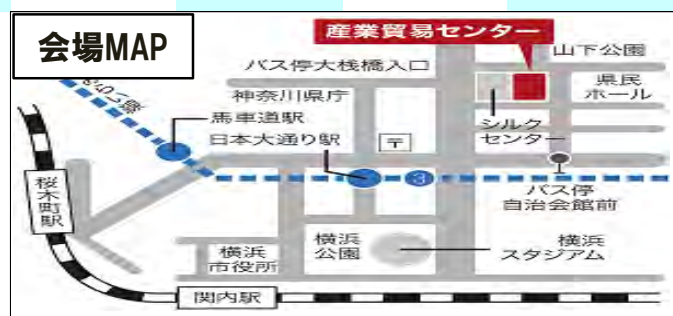 会場MAP
産業貿易センター
バス停大桟橋入口
山下公園
県民
ホール
神奈川県庁
シルク
センター
馬車道駅
日本大通り駅
〒
3
バス停
自治会館前
桜木町駅
横浜
市役所
横浜
公園
横浜
スタジアム
関内駅